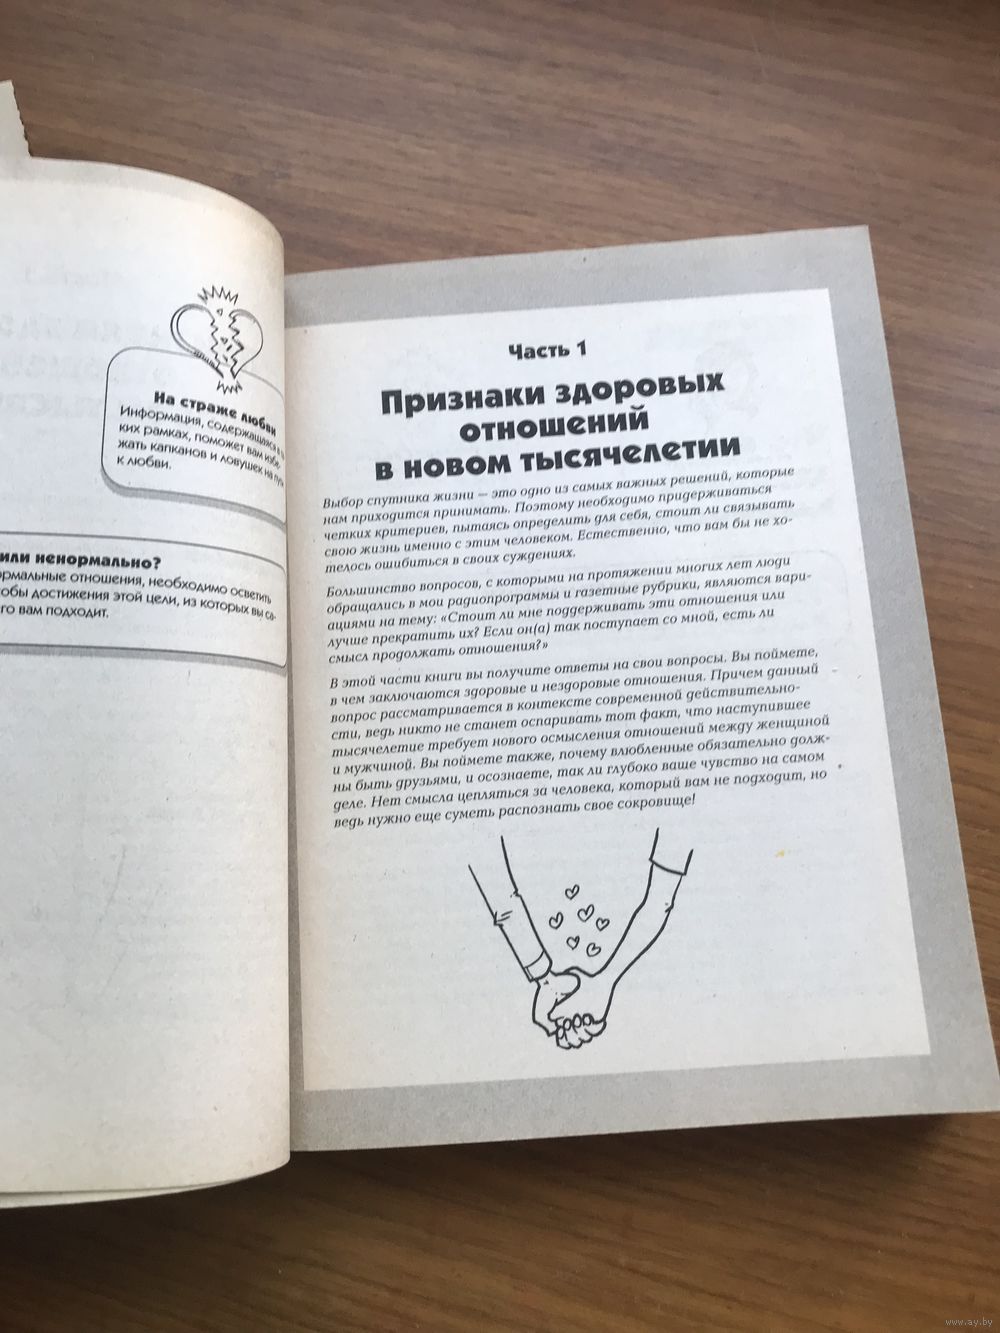 На страже любви
Информация, содержащаяся в
ких рамках, поможет вам избе-
жать капканов и ловушек на пути
к любви.
или ненормально?
ормальные отношения, необходимо осветить
тобы достижения этой цели, из которых вы со-
го вам подходит.
Часть 1
Признаки здоровых
отношений
в новом тысячелетии
Выбор спутника жизни — это одно из самых важных решений, которые
нам приходится принимать. Поэтому необходимо придерживаться
четких критериев, пытаясь определить для себя, стоит ли связывать
свою жизнь именно с этим человеком. Естественно, что вам бы не хо-
телось ошибиться в своих суждениях.
Большинство вопросов, с которыми на протяжении многих лет люди
обращались в мои радиопрограммы и газетные рубрики, являются вари-
ациями на тему: «Стоит ли мне поддерживать эти отношения или
лучше прекратить их? Если он(а) так поступает со мной, есть ли
смысл продолжать отношения?»
В этой части книги вы получите ответы на свои вопросы. Вы поймете,
в чем заключаются здоровые и нездоровые отношения. Причем данный
вопрос рассматривается в контексте современной действительно-
сти, ведь никто не станет оспаривать тот факт, что наступившее
тысячелетие требует нового осмысления отношений между женщиной
и мужчиной. Вы поймете также, почему влюбленные обязательно долж-
ны быть друзьями, и осознаете, так ли глубоко ваше чувство на самом
деле. Нет смысла цепляться за человека, который вам не подходит, но
ведь нужно еще суметь распознать свое сокровище!
www.ay.by